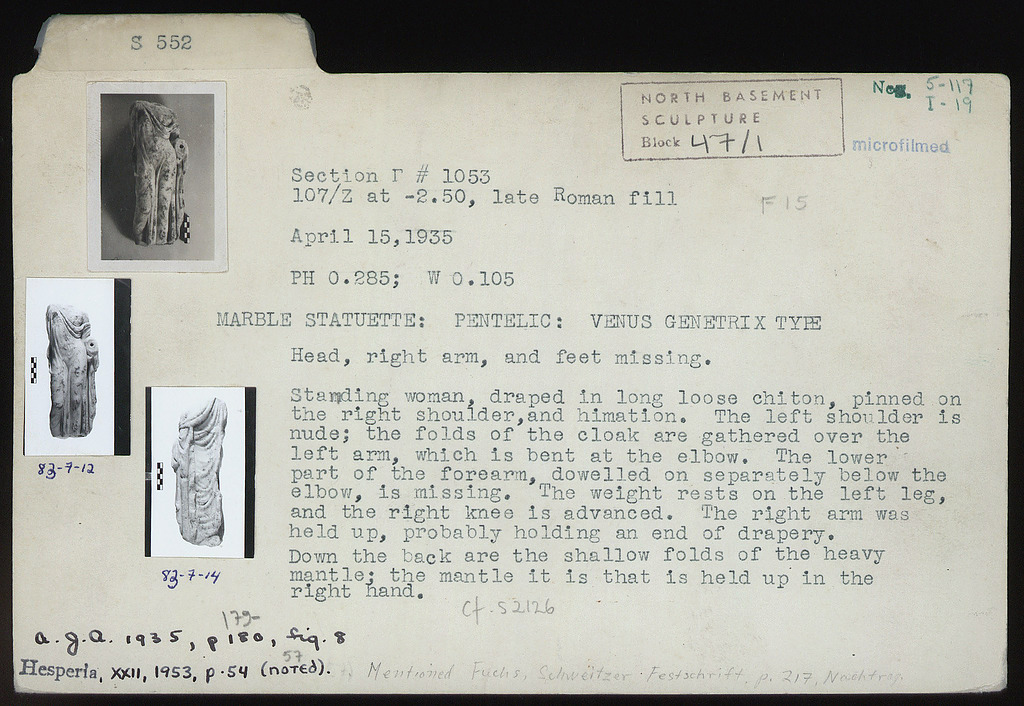 S 552
NORTH BASEMENT
SCULPTURE
Block 47/1
Neg. 5-117
I-19
microfilmed
Section Γ # 1053
107/Z at -2.50, late Roman fill
F15
April 15,1935
PH 0.285; W 0.105
MARBLE STATUETTE: PENTELIC: VENUS GENETRIX TYPE
Head, right arm, and feet missing.
Standing woman, draped in long loose chiton, pinned on
the right shoulder,and himation. The left shoulder is
nude; the folds of the cloak are gathered over the
left arm, which is bent at the elbow. The lower
part of the forearm, dowelled on separately below the
elbow, is missing. The weight rests on the left leg,
and the right knee is advanced. The right arm was
held up, probably holding an end of drapery.
Down the back are the shallow folds of the heavy
mantle; the mantle it is that is held up in the
right hand.
82-7-12
82-7-14
Cf. S2126
179-
A.J.A. 1935, p 180, fig. 8
57
Hesperia, XXII, 1953, p.54 (NOTED).
Mentioned Fuchs, Schweitzer Festschrift, p. 217, Nachtrag.